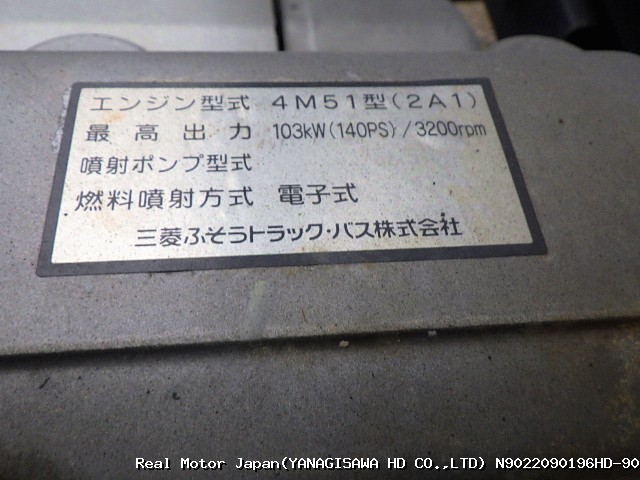 エンジン型式 4M51型(2A1)
最高出力 103kW(140PS)/3200rpm
噴射ポンプ型式
燃料噴射方式 電子式
三菱ふそうトラック・バス株式会社
Real Motor Japan(YANAGISAWA HD CO.,LTD) N9022090196HD-90